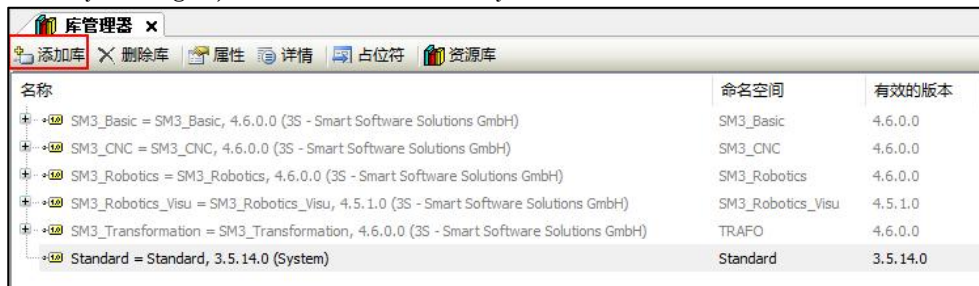 库管理器
添加库 删除库 属性 详情 占位符 资源库
名称 命名空间 有效的版本
SM3_Basic = SM3_Basic, 4.6.0.0 (3S - Smart Software Solutions GmbH) SM3_Basic 4.6.0.0
SM3_CNC = SM3_CNC, 4.6.0.0 (3S - Smart Software Solutions GmbH) SM3_CNC 4.6.0.0
SM3_Robotics = SM3_Robotics, 4.6.0.0 (3S - Smart Software Solutions GmbH) SM3_Robotics 4.6.0.0
SM3_Robotics_Visu = SM3_Robotics_Visu, 4.5.1.0 (3S - Smart Software Solutions GmbH) SM3_Robotics_Visu 4.5.1.0
SM3_Transformation = SM3_Transformation, 4.6.0.0 (3S - Smart Software Solutions GmbH) TRAFO 4.6.0.0
Standard = Standard, 3.5.14.0 (System) Standard 3.5.14.0